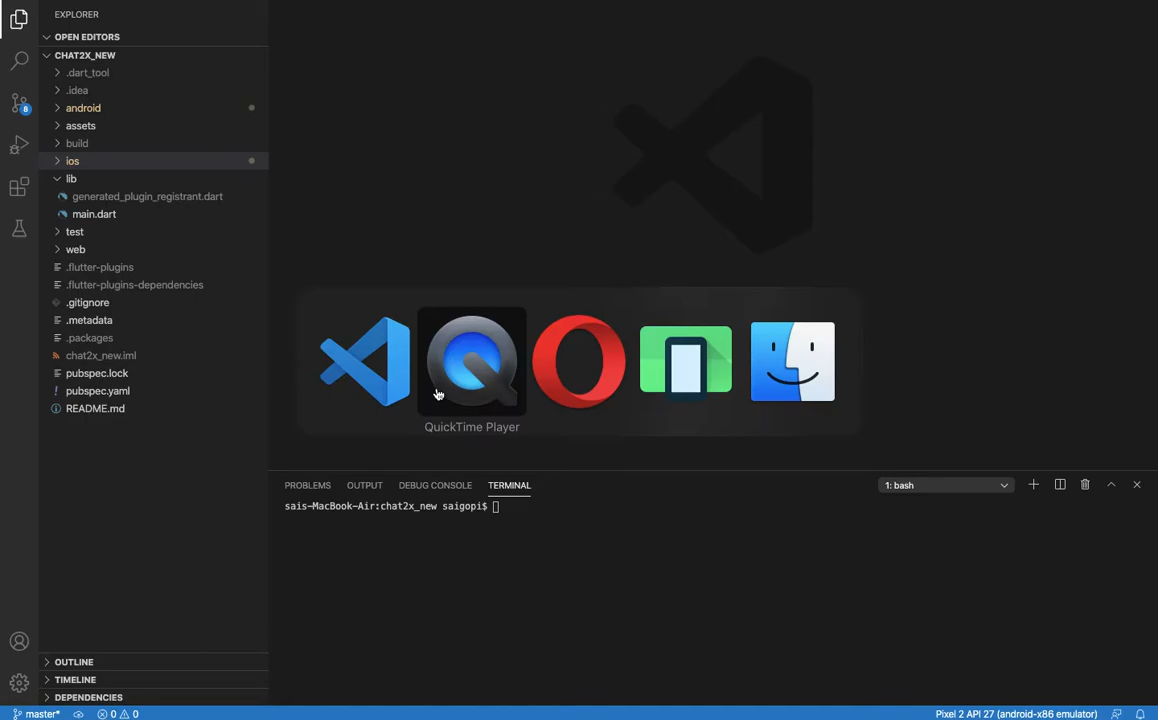 EXPLORER
OPEN EDITORS
CHAT2X_NEW
.dart_tool
.idea
android
assets
build
ios
lib
generated_plugin_registrant.dart
main.dart
test
web
.flutter-plugins
.flutter-plugins-dependencies
.gitignore
.metadata
.packages
chat2x_new.iml
pubspec.lock
! pubspec.yaml
README.md
8
QuickTime Player
PROBLEMS OUTPUT DEBUG CONSOLE TERMINAL 1: bash
sais-MacBook-Air:chat2x_new saigopi$
OUTLINE
TIMELINE
DEPENDENCIES
master* 0 0 Pixel 2 API 27 (android-x86 emulator)